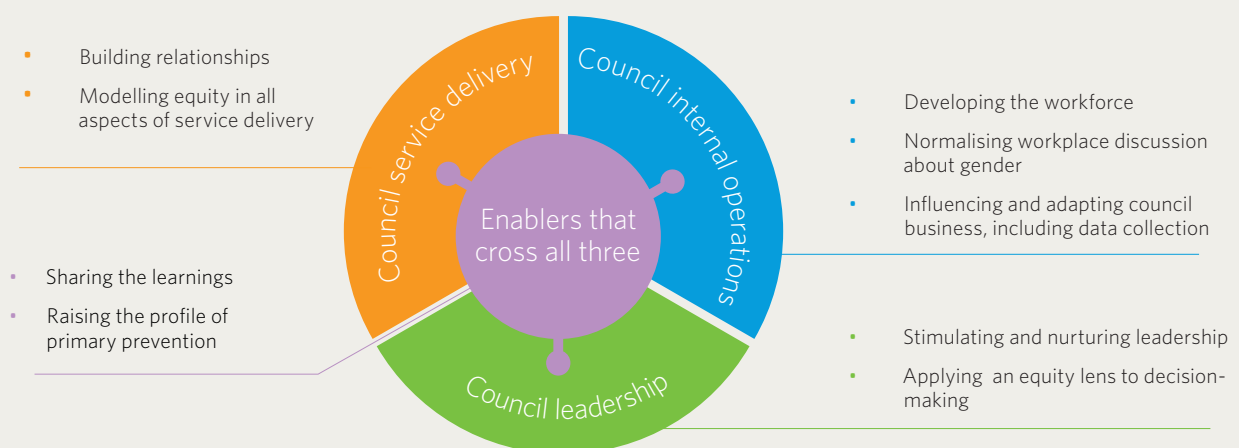 Building relationships
Modelling equity in all
aspects of service delivery
Sharing the learnings
Raising the profile of
primary prevention
Council service delivery
Council internal operations
Enablers that
cross all three
Council leadership
Developing the workforce
Normalising workplace discussion
about gender
Influencing and adapting council
business, including data collection
Stimulating and nurturing leadership
Applying an equity lens to decision-
making